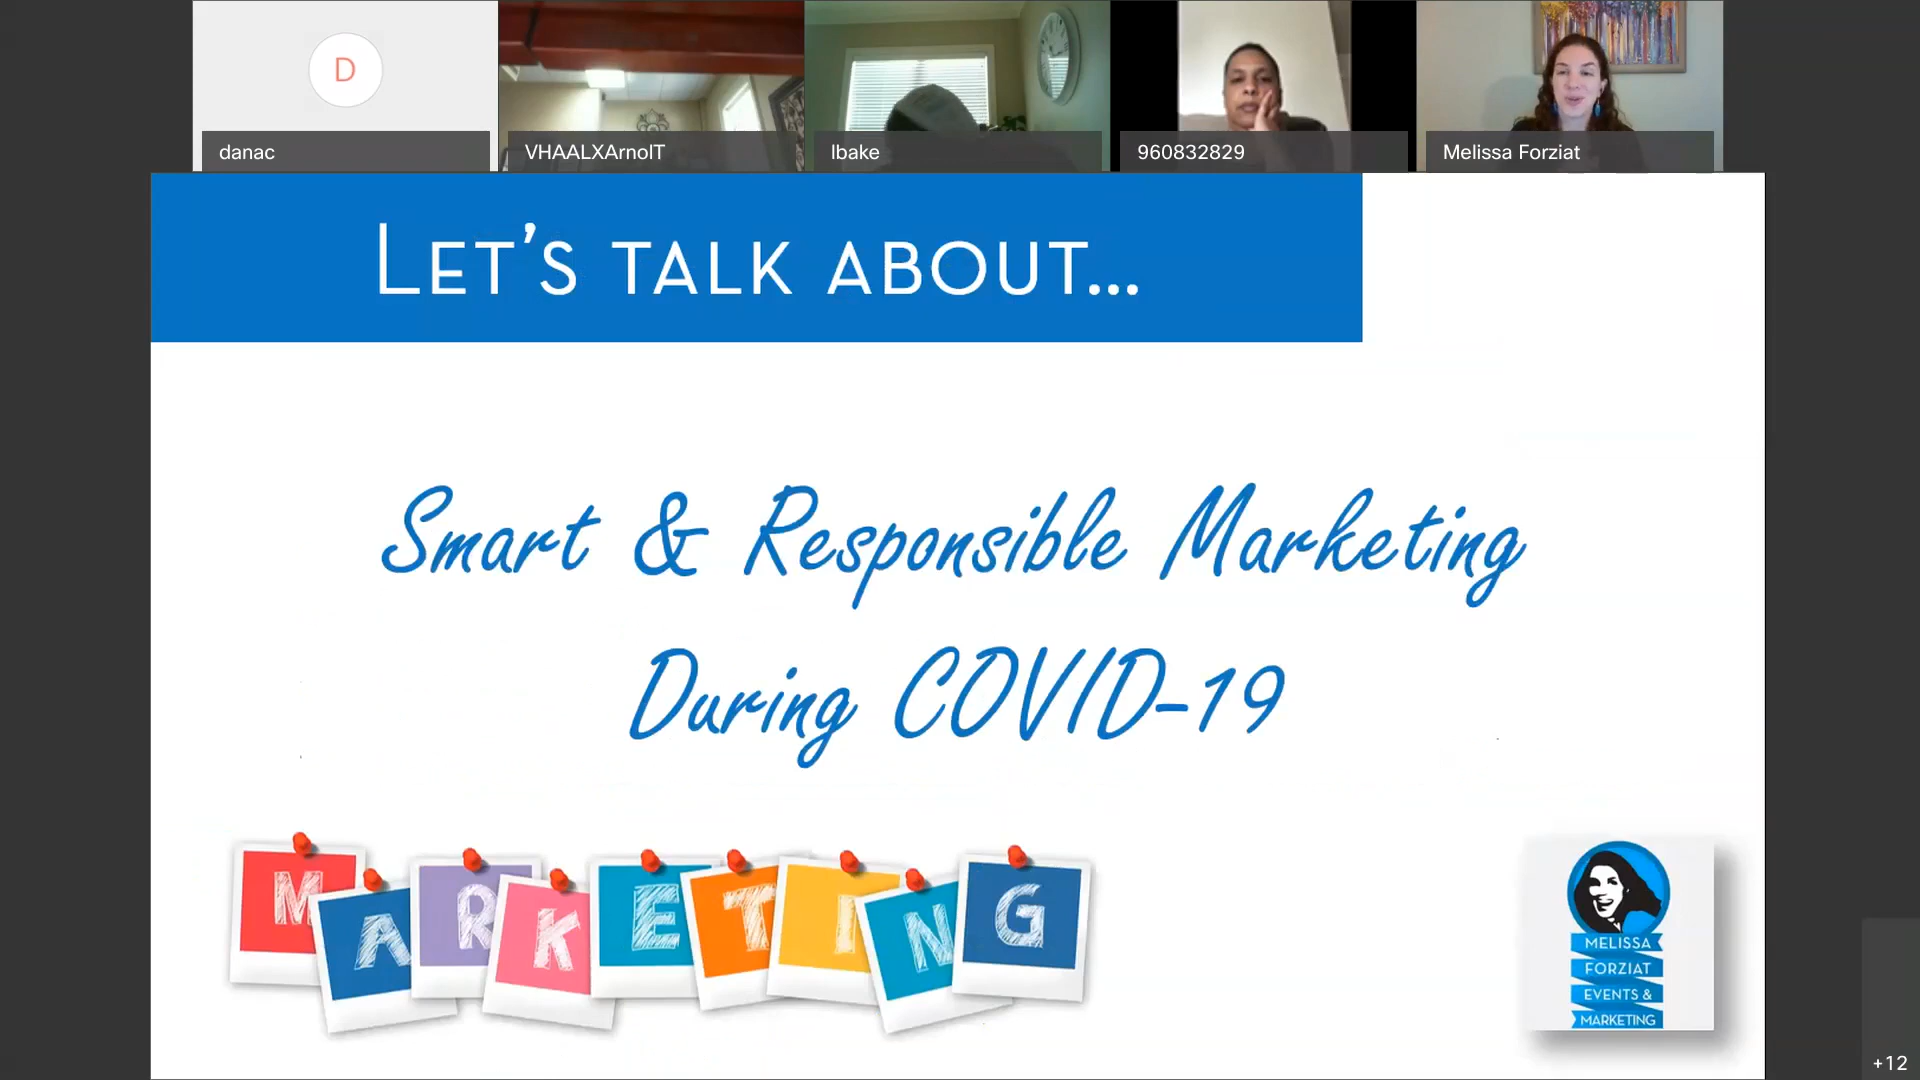 D
danac
VHAALXArnolT
lbake
960832829
Melissa Forziat
LET'S TALK ABOUT...
Smart & Responsible Marketing
During COVID-19
MARKETING
MELISSA
FORZIAT
EVENTS &
MARKETING
+12